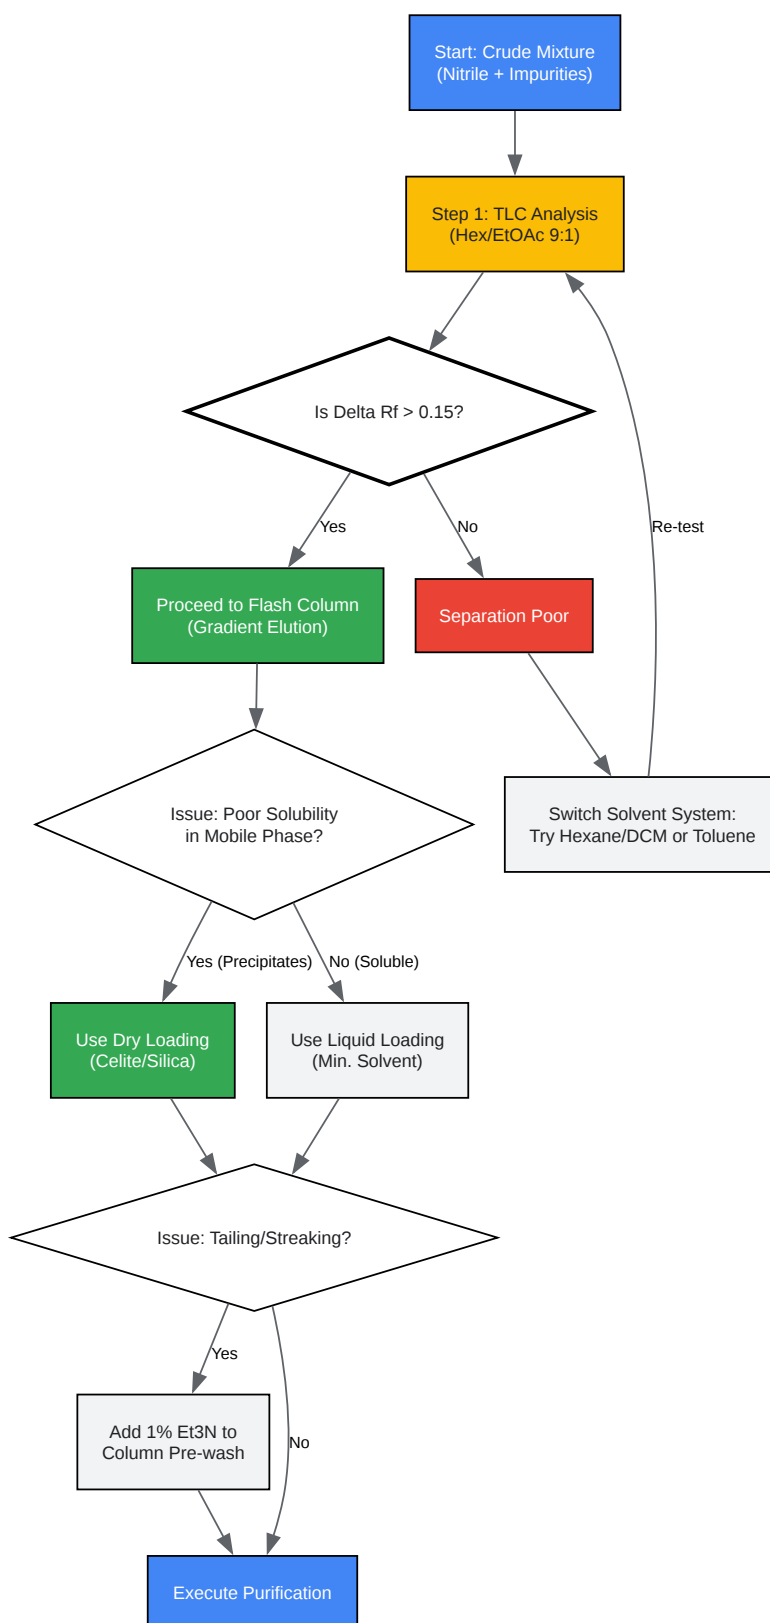 Start: Crude Mixture
(Nitrile + Impurities)
Step 1: TLC Analysis
(Hex/EtOAc 9:1)
Is Delta Rf > 0.15?
Yes
No
Re-test
Proceed to Flash Column
(Gradient Elution)
Separation Poor
Issue: Poor Solubility
in Mobile Phase?
Switch Solvent System:
Try Hexane/DCM or Toluene
Yes (Precipitates)
No (Soluble)
Use Dry Loading
(Celite/Silica)
Use Liquid Loading
(Min. Solvent)
Issue: Tailing/Streaking?
Yes
Add 1% Et3N to
Column Pre-wash
No
Execute Purification